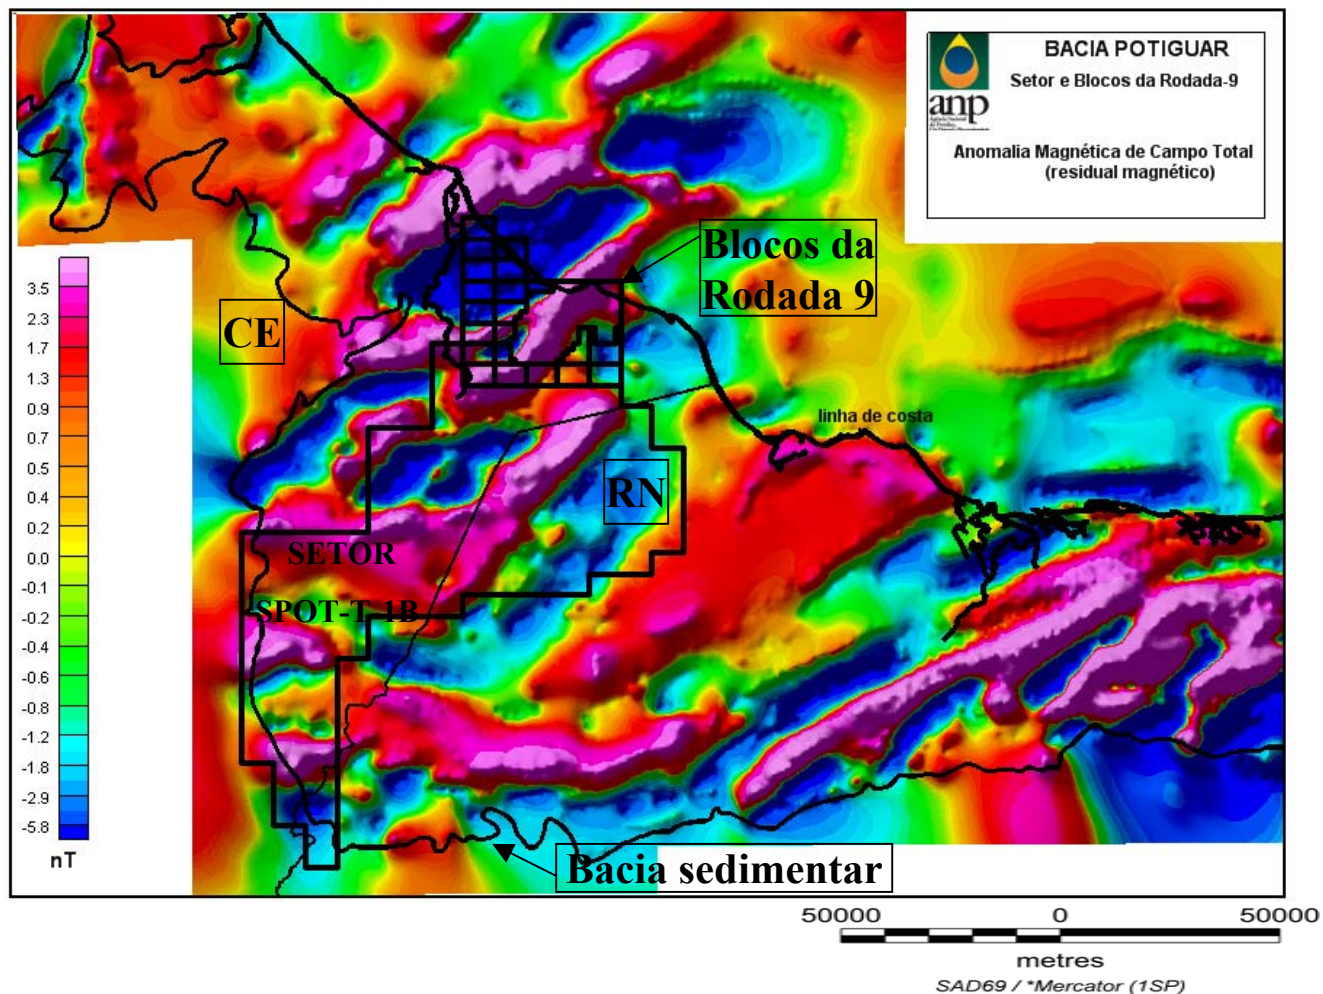 BACIA POTIGUAR
Setor e Blocos da Rodada-9
anp
Anomalia Magnética de Campo Total
(residual magnético)
Blocos da
Rodada 9
CE
linha de costa
RN
SETOR
SPOT-T-1B
Bacia sedimentar
3.5
2.3
1.7
1.3
0.9
0.7
0.5
0.4
0.2
0.0
-0.1
-0.2
-0.4
-0.6
-0.8
-1.2
-1.8
-2.9
-5.8
nT
50000 0 50000
metres
SAD69 / *Mercator (1SP)